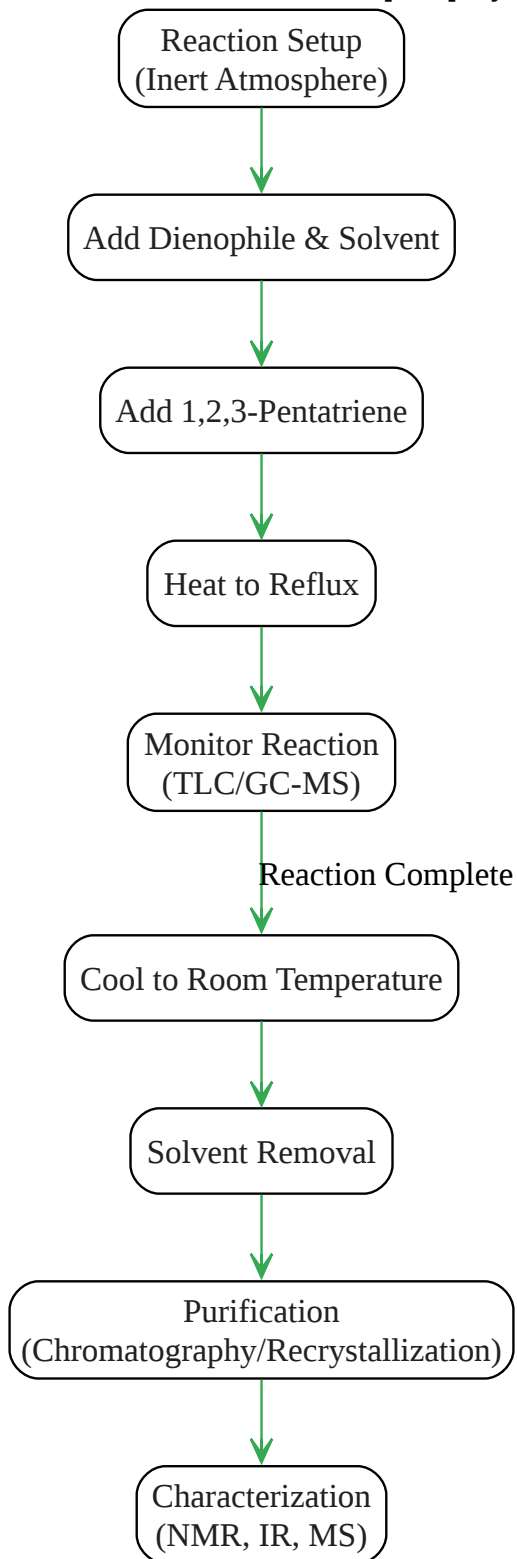 Reaction Setup
(Inert Atmosphere)
Add Dienophile & Solvent
Add 1,2,3-Pentatriene
Heat to Reflux
Monitor Reaction
(TLC/GC-MS)
Reaction Complete
Cool to Room Temperature
Solvent Removal
Purification
(Chromatography/Recrystallization)
Characterization
(NMR, IR, MS)